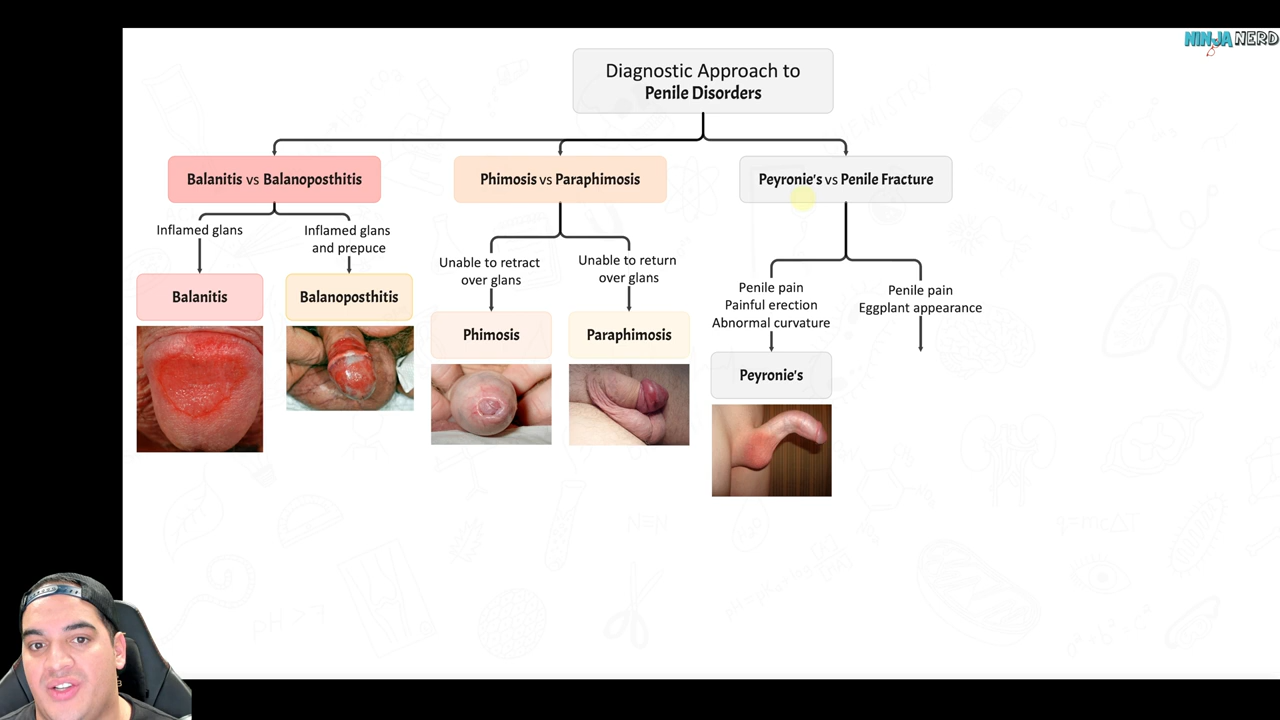 NINJA NERD
Diagnostic Approach to
Penile Disorders
Balanitis vs Balanoposthitis
Phimosis vs Paraphimosis
Peyronie's vs Penile Fracture
Inflamed glans
Inflamed glans
and prepuce
Unable to retract
over glans
Unable to return
over glans
Penile pain
Painful erection
Abnormal curvature
Penile pain
Eggplant appearance
Balanitis
Balanoposthitis
Phimosis
Paraphimosis
Peyronie's